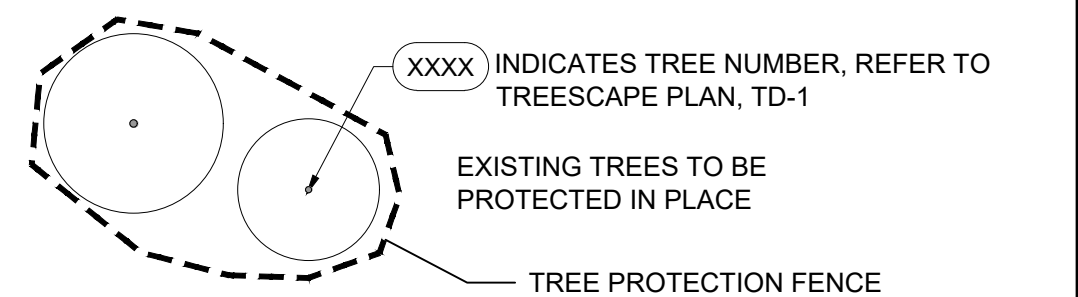 XXXX INDICATES TREE NUMBER, REFER TO
TREESCAPE PLAN, TD-1
EXISTING TREES TO BE
PROTECTED IN PLACE
TREE PROTECTION FENCE